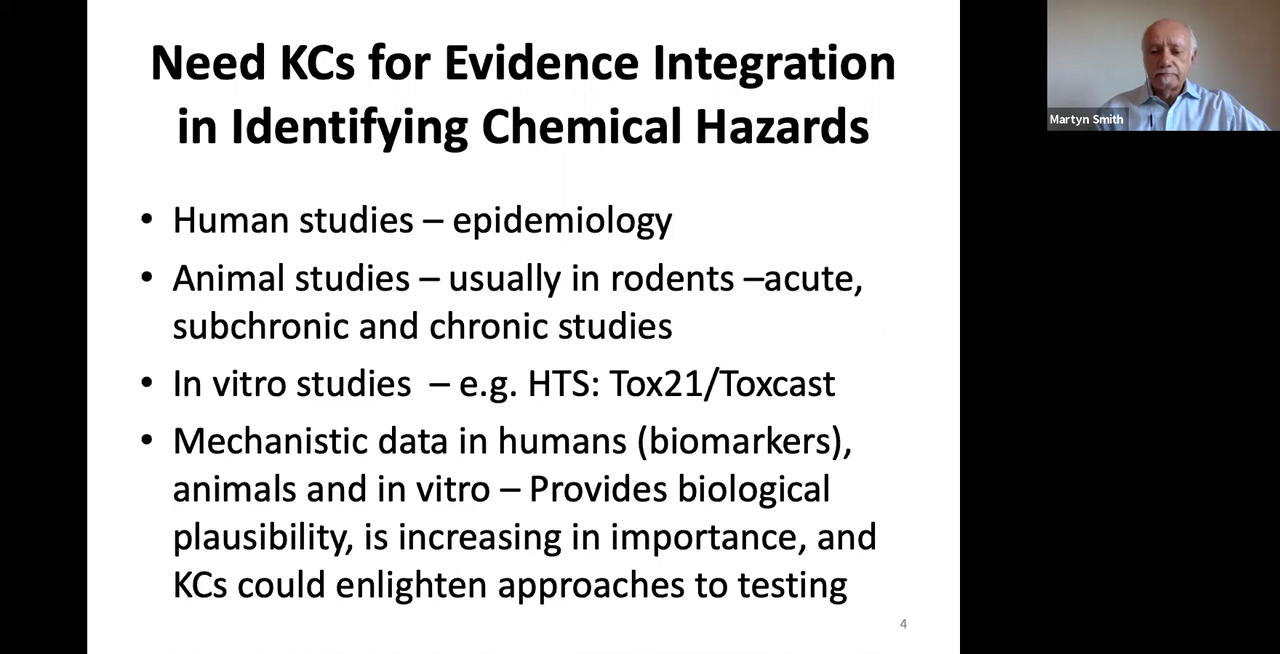 Need KCs for Evidence Integration
in Identifying Chemical Hazards
• Human studies – epidemiology
• Animal studies – usually in rodents –acute,
subchronic and chronic studies
• In vitro studies – e.g. HTS: Tox21/Toxcast
• Mechanistic data in humans (biomarkers),
animals and in vitro – Provides biological
plausibility, is increasing in importance, and
KCs could enlighten approaches to testing
4
Martyn Smith